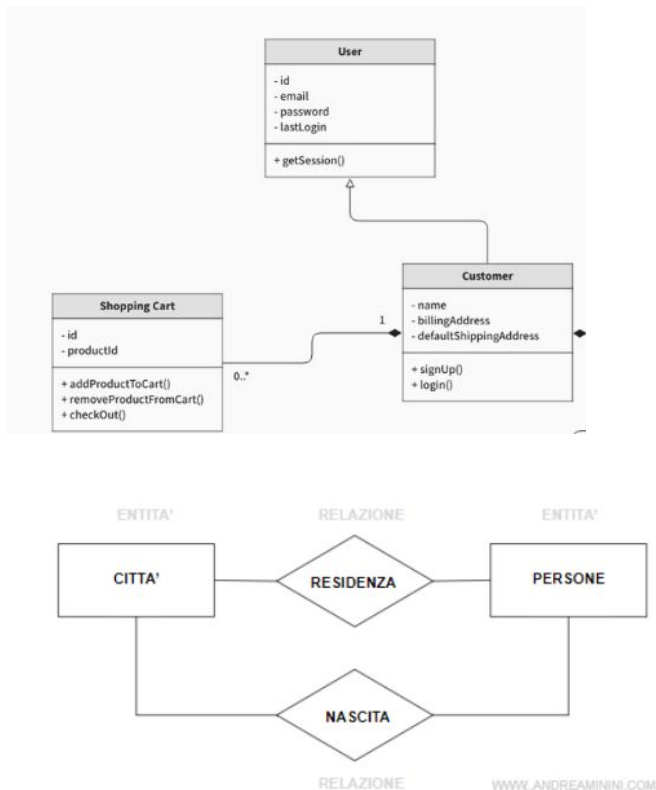 User
- id
- email
- password
- lastLogin
+ getSession()
Customer
- name
- billingAddress
- defaultShippingAddress
+ signUp()
+ login()
1
0..*
Shopping Cart
- id
- productId
+ addProductToCart()
+ removeProductFromCart()
+ checkOut()
ENTITA' RELAZIONE ENTITA'
CITTA' RESIDENZA PERSONE
NASCITA
RELAZIONE WWW.ANDREAMININI.COM